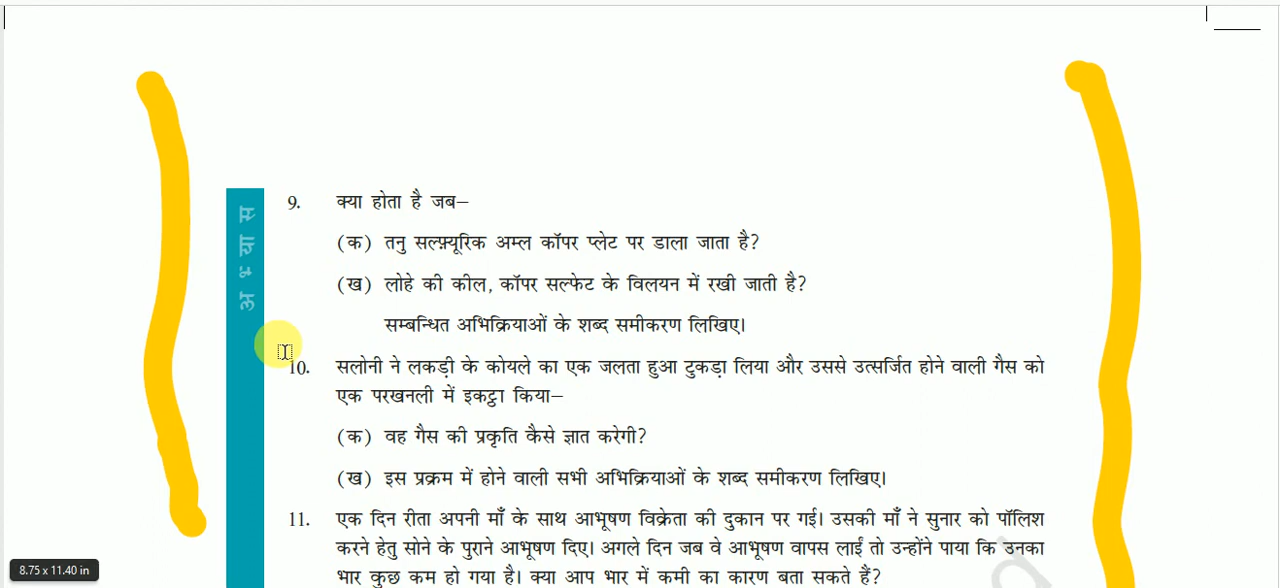 अभ्यास
9. क्या होता है जब–
(क) तनु सल्फ़्यूरिक अम्ल कॉपर प्लेट पर डाला जाता है?
(ख) लोहे की कील, कॉपर सल्फेट के विलयन में रखी जाती है?
सम्बन्धित अभिक्रियाओं के शब्द समीकरण लिखिए।
10. सलोनी ने लकड़ी के कोयले का एक जलता हुआ टुकड़ा लिया और उससे उत्सर्जित होने वाली गैस को
एक परखनली में इकट्ठा किया–
(क) वह गैस की प्रकृति कैसे ज्ञात करेगी?
(ख) इस प्रक्रम में होने वाली सभी अभिक्रियाओं के शब्द समीकरण लिखिए।
11. एक दिन रीता अपनी माँ के साथ आभूषण विक्रेता की दुकान पर गई। उसकी माँ ने सुनार को पॉलिश
करने हेतु सोने के पुराने आभूषण दिए। अगले दिन जब वे आभूषण वापस लाईं तो उन्होंने पाया कि उनका
भार कुछ कम हो गया है। क्या आप भार में कमी का कारण बता सकते हैं?
8.75 x 11.40 in